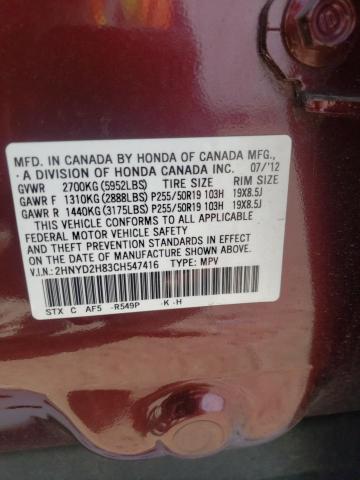 MFD. IN CANADA BY HONDA OF CANADA MFG.,
A DIVISION OF HONDA CANADA INC. 07/'12
GVWR 2700KG (5952LBS) TIRE SIZE RIM SIZE
GAWR F 1310KG (2888LBS) P255/50R19 103H 19X8.5J
GAWR R 1440KG (3175LBS) P255/50R19 103H 19X8.5J
THIS VEHICLE CONFORMS TO ALL APPLICABLE
FEDERAL MOTOR VEHICLE SAFETY AND
THEFT PREVENTION STANDARDS IN EFFECT ON
THE DATE OF MANUFACTURE SHOWN ABOVE.
V.I.N.: 2HNYD2H83CH547416 TYPE: MPV
STX C AF5 -R549P -K -H